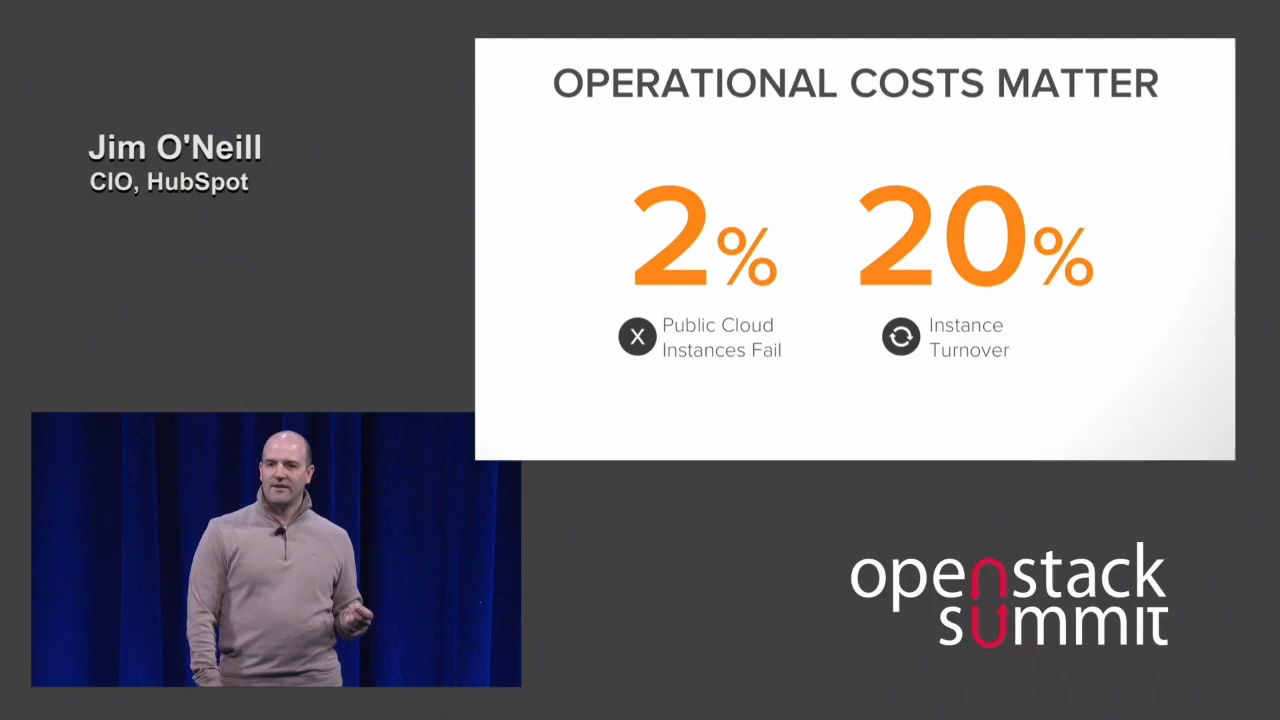 Jim O'Neill
CIO, HubSpot
OPERATIONAL COSTS MATTER
2% 20%
X Public Cloud
Instances Fail
Instance
Turnover
openstack
summit